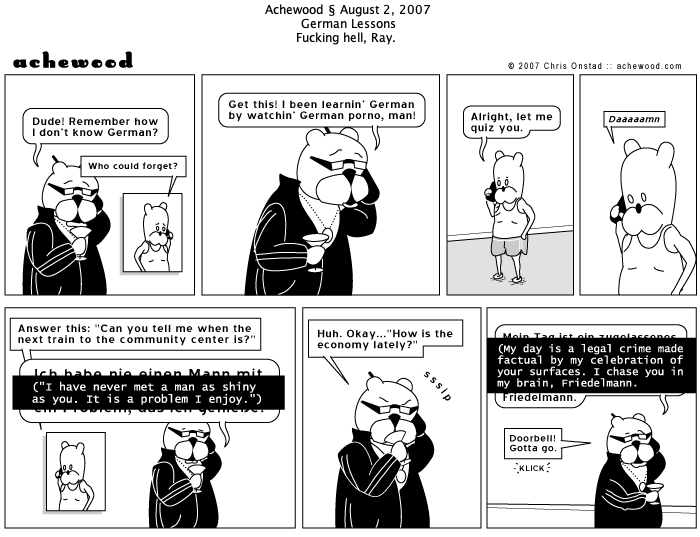 Achewood § August 2, 2007
German Lessons
Fucking hell, Ray.
achewood
© 2007 Chris Onstad :: achewood.com
Dude! Remember how
I don't know German?
Who could forget?
Get this! I been learnin' German
by watchin' German porno, man!
Alright, let me
quiz you.
Daaaaamn
Answer this: "Can you tell me when the
next train to the community center is?"
Ich habe nie einen Mann mit
("I have never met a man as shiny
as you. It is a problem I enjoy.")
ein Problem, das ich genieße.
Huh. Okay..."How is the
economy lately?"
sssip
Mein Tag ist ein zugelassenes
(My day is a legal crime made
factual by my celebration of
your surfaces. I chase you in
my brain, Friedelmann.
Friedelmann.
Doorbell!
Gotta go.
KLICK